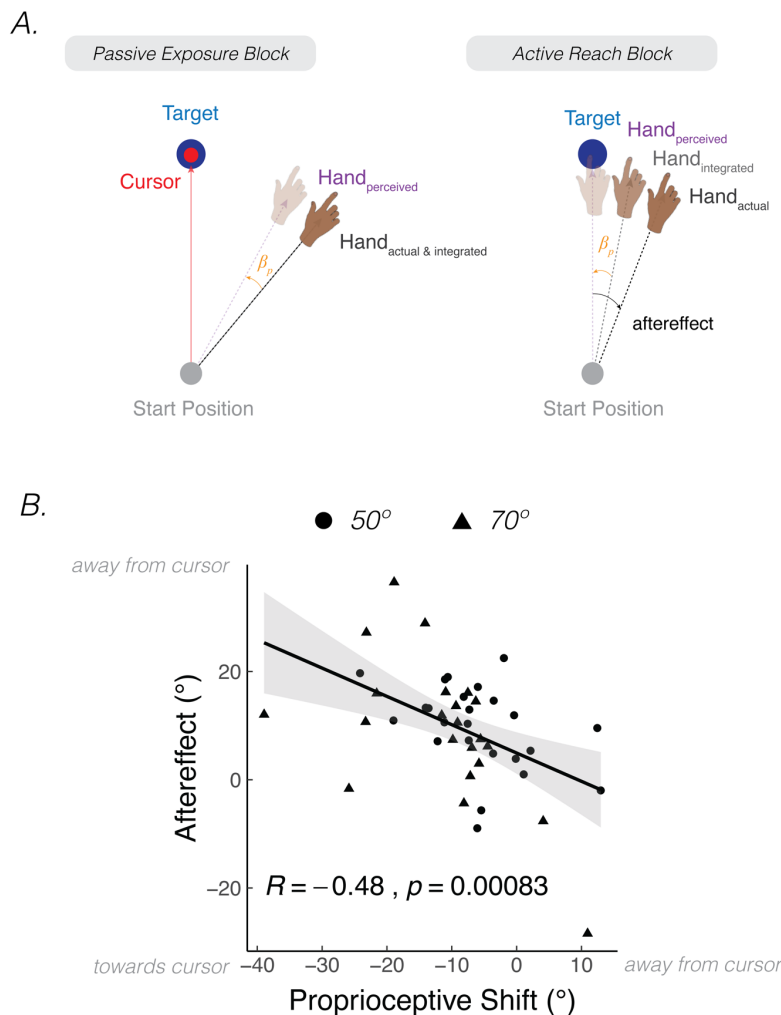 A.
Passive Exposure Block
Active Reach Block
Target
Cursor
Hand perceived
Hand actual & integrated
βp
Start Position
Target
Hand perceived
Hand integrated
Hand actual
βp
aftereffect
Start Position
B.
50° 70°
away from cursor
Aftereffect (°)
20
0
−20
R = −0.48 , p = 0.00083
towards cursor
−40 −30 −20 −10 0 10
away from cursor
Proprioceptive Shift (°)